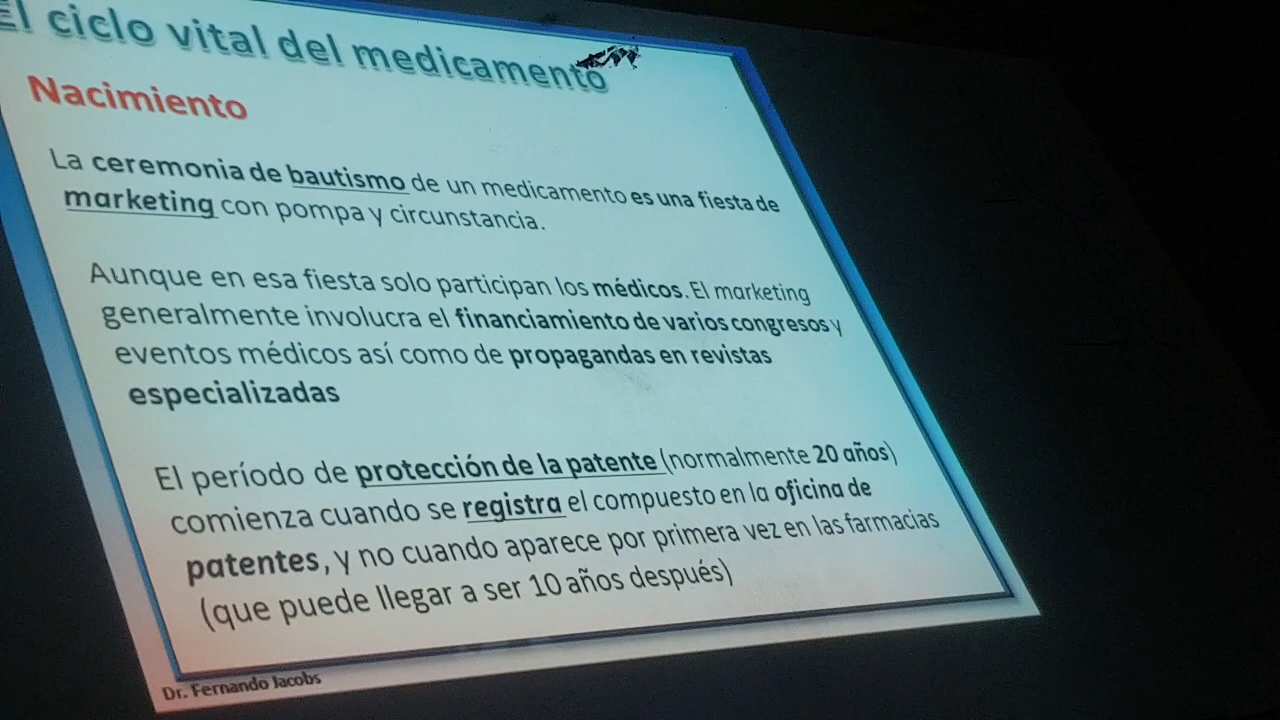 El ciclo vital del medicamento
Nacimiento
La ceremonia de bautismo de un medicamento es una fiesta de
marketing con pompa y circunstancia.
Aunque en esa fiesta solo participan los médicos. El marketing
generalmente involucra el financiamiento de varios congresos y
eventos médicos así como de propagandas en revistas
especializadas
El período de protección de la patente (normalmente 20 años)
comienza cuando se registra el compuesto en la oficina de
patentes, y no cuando aparece por primera vez en las farmacias
(que puede llegar a ser 10 años después)
Dr. Fernando Jacobs